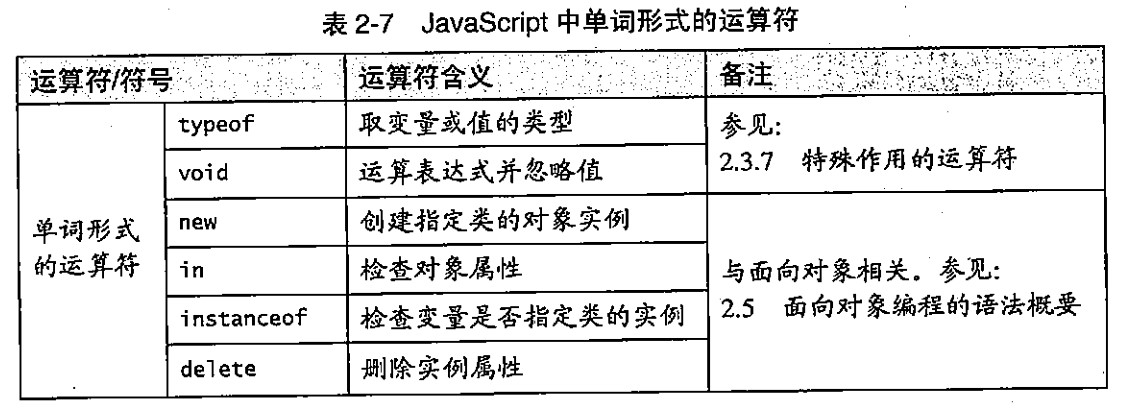 表 2-7 JavaScript 中单词形式的运算符
运算符/符号 运算符含义 备注
单词形式
的运算符
typeof 取变量或值的类型
void 运算表达式并忽略值
参见:
2.3.7 特殊作用的运算符
new 创建指定类的对象实例
in 检查对象属性
instanceof 检查变量是否指定类的实例
delete 删除实例属性
与面向对象相关。参见:
2.5 面向对象编程的语法概要